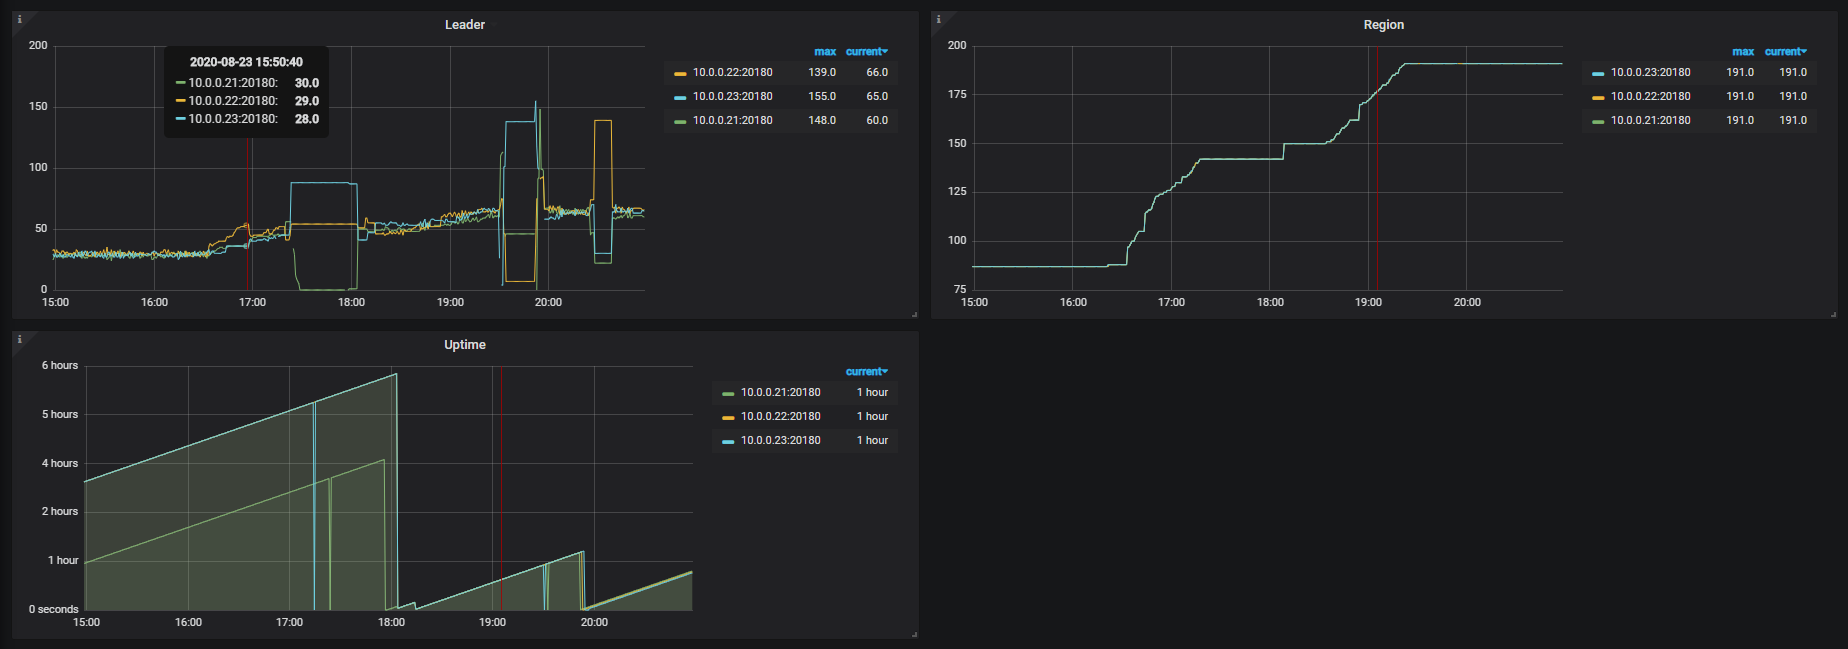 Leader
200
150
100
50
0
15:00 16:00 17:00 18:00 19:00 20:00
2020-08-23 15:50:40
10.0.0.21:20180: 30.0
10.0.0.22:20180: 29.0
10.0.0.23:20180: 28.0
max current
10.0.0.22:20180 139.0 66.0
10.0.0.23:20180 155.0 65.0
10.0.0.21:20180 148.0 60.0
Region
200
175
150
125
100
75
15:00 16:00 17:00 18:00 19:00 20:00
max current
10.0.0.23:20180 191.0 191.0
10.0.0.22:20180 191.0 191.0
10.0.0.21:20180 191.0 191.0
Uptime
6 hours
5 hours
4 hours
2 hours
1 hour
0 seconds
15:00 16:00 17:00 18:00 19:00 20:00
current
10.0.0.21:20180 1 hour
10.0.0.22:20180 1 hour
10.0.0.23:20180 1 hour